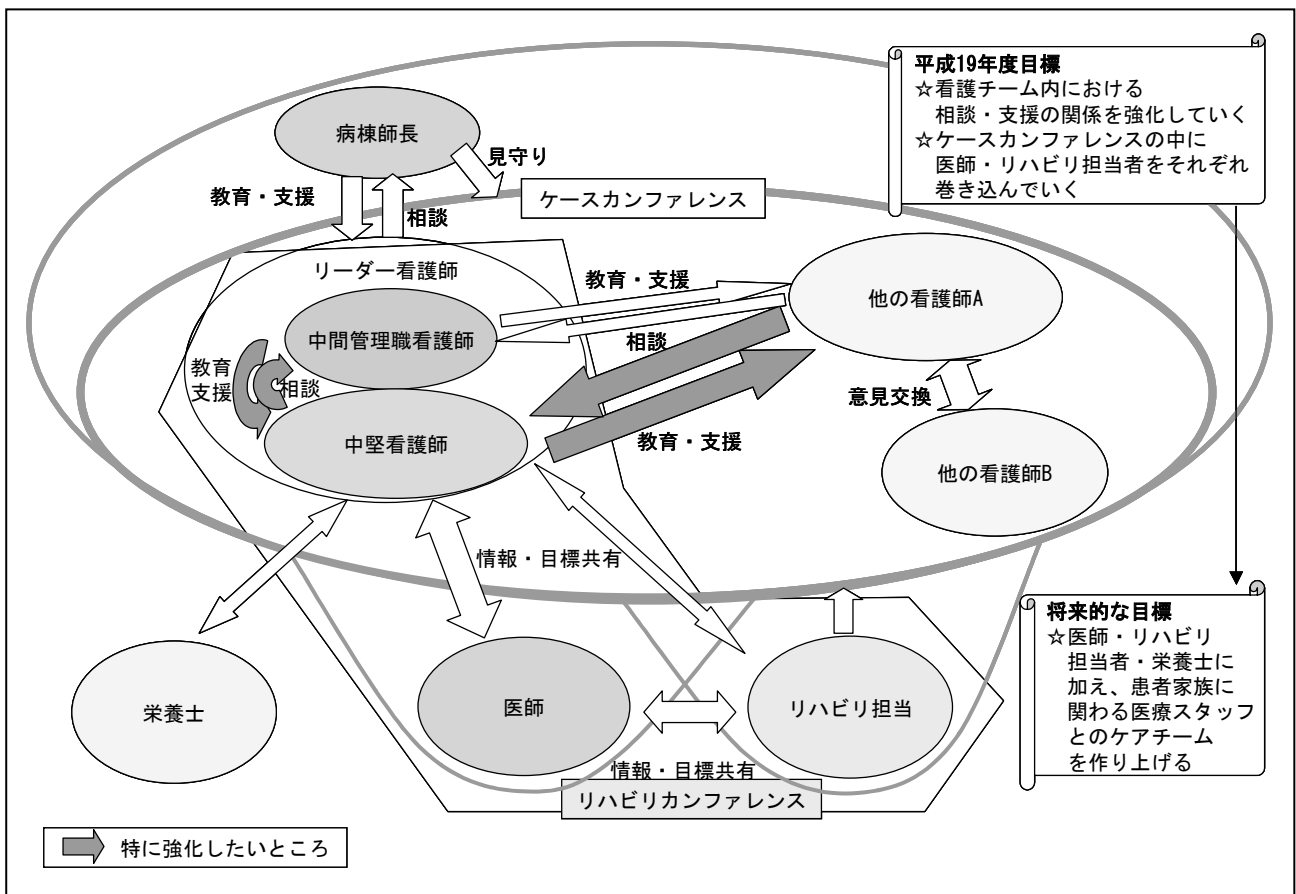 平成19年度目標
☆看護チーム内における
相談・支援の関係を強化していく
☆ケースカンファレンスの中に
医師・リハビリ担当者をそれぞれ
巻き込んでいく
病棟師長
見守り
教育・支援
相談
ケースカンファレンス
リーダー看護師
中間管理職看護師
教育
支援
相談
中堅看護師
教育・支援
相談
教育・支援
他の看護師A
意見交換
他の看護師B
情報・目標共有
将来的な目標
☆医師・リハビリ
担当者・栄養士に
加え、患者家族に
関わる医療スタッフ
とのケアチーム
を作り上げる
栄養士
医師
リハビリ担当
情報・目標共有
リハビリカンファレンス
特に強化したいところ